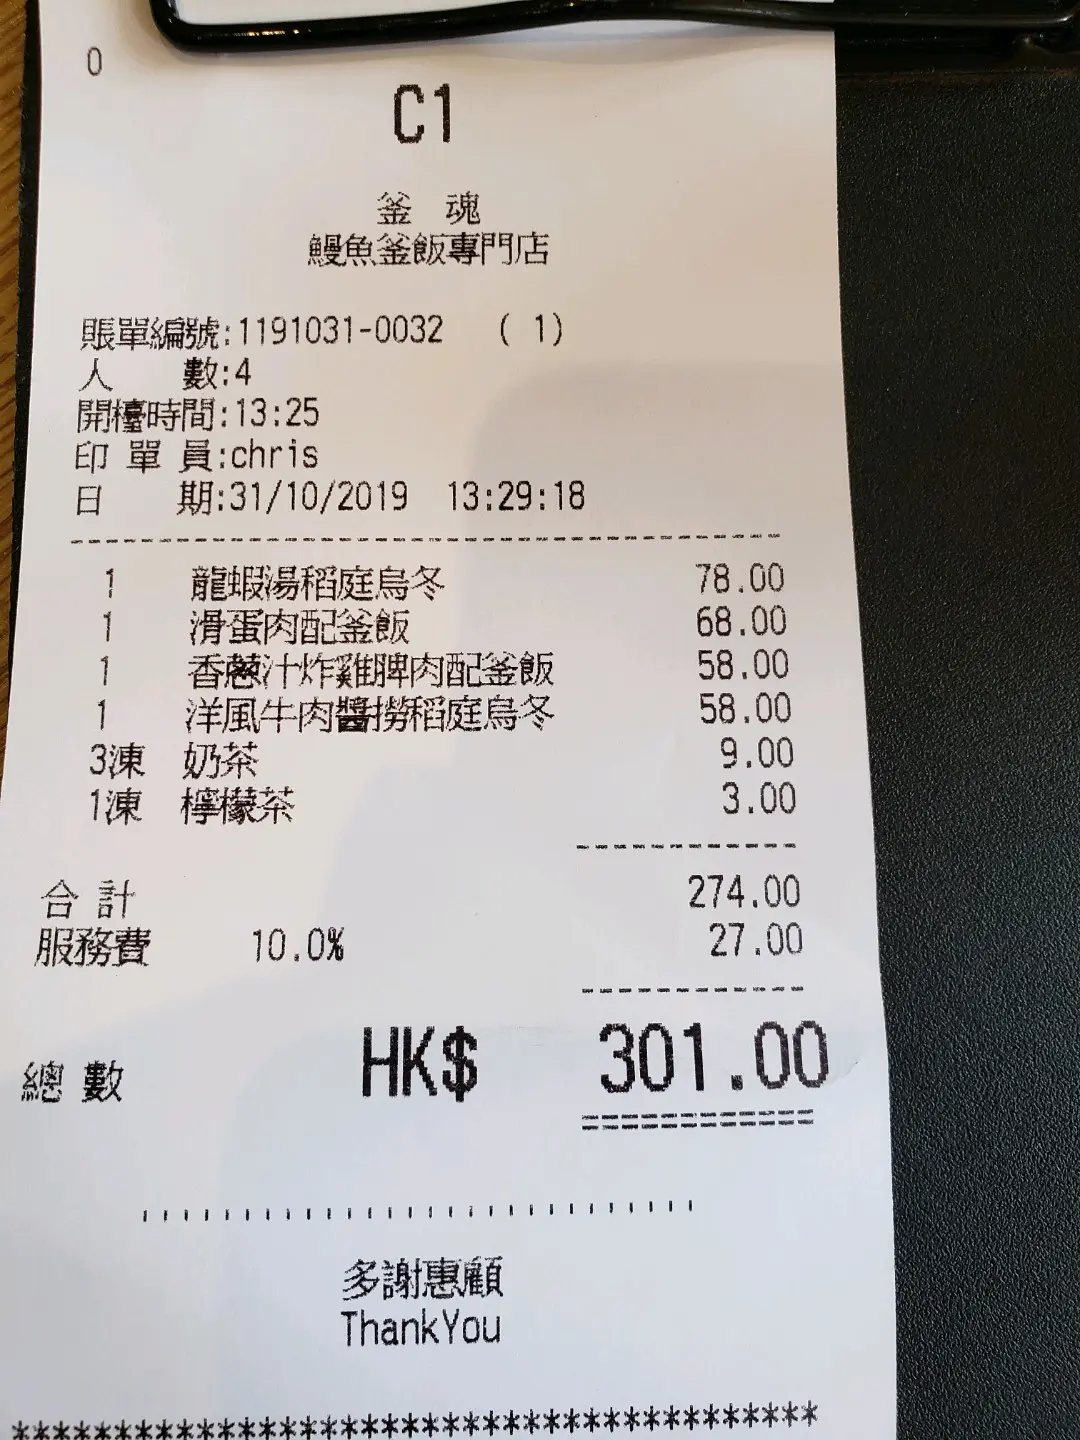 0
C1
釜 魂
鰻魚釜飯專門店
賬單編號:1191031-0032 ( 1)
人 數:4
開檯時間:13:25
印 單 員:chris
日 期:31/10/2019 13:29:18
1 龍蝦湯稻庭烏冬 78.00
1 滑蛋肉配釜飯 68.00
1 香蔥汁炸雞脾肉配釜飯 58.00
1 洋風牛肉醬撈稻庭烏冬 58.00
3凍 奶茶 9.00
1凍 檸檬茶 3.00
合 計 274.00
服務費 10.0% 27.00
總 數 HK$ 301.00
多謝惠顧
ThankYou
****************************************